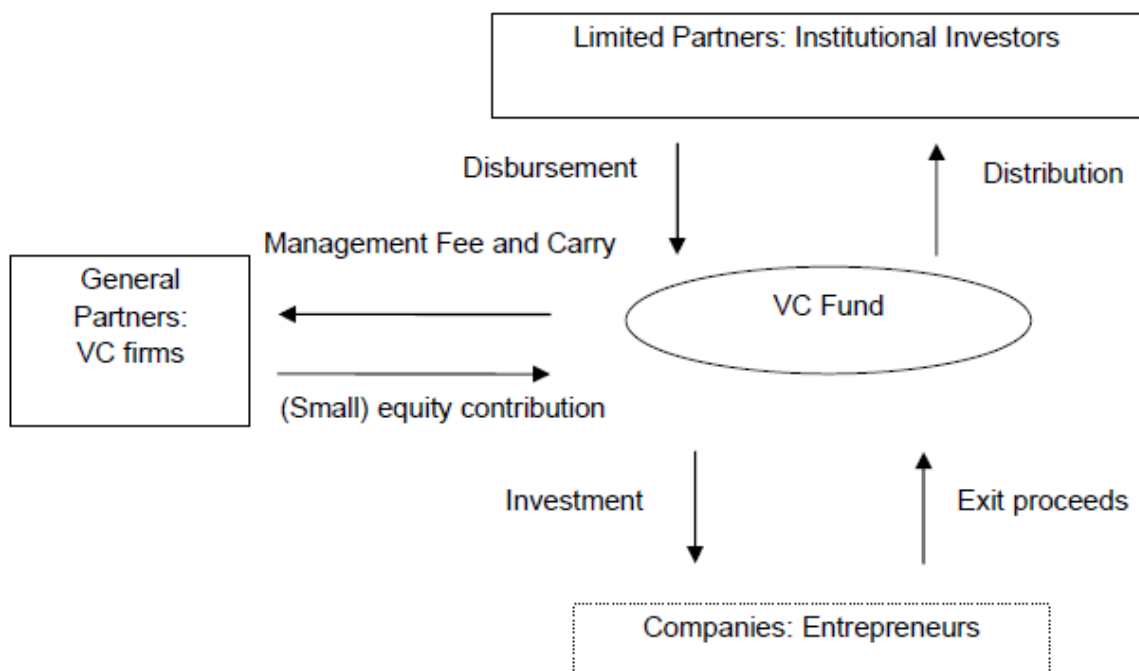 Limited Partners: Institutional Investors
Disbursement
Distribution
Management Fee and Carry
General
Partners:
VC firms
VC Fund
(Small) equity contribution
Investment
Exit proceeds
Companies: Entrepreneurs